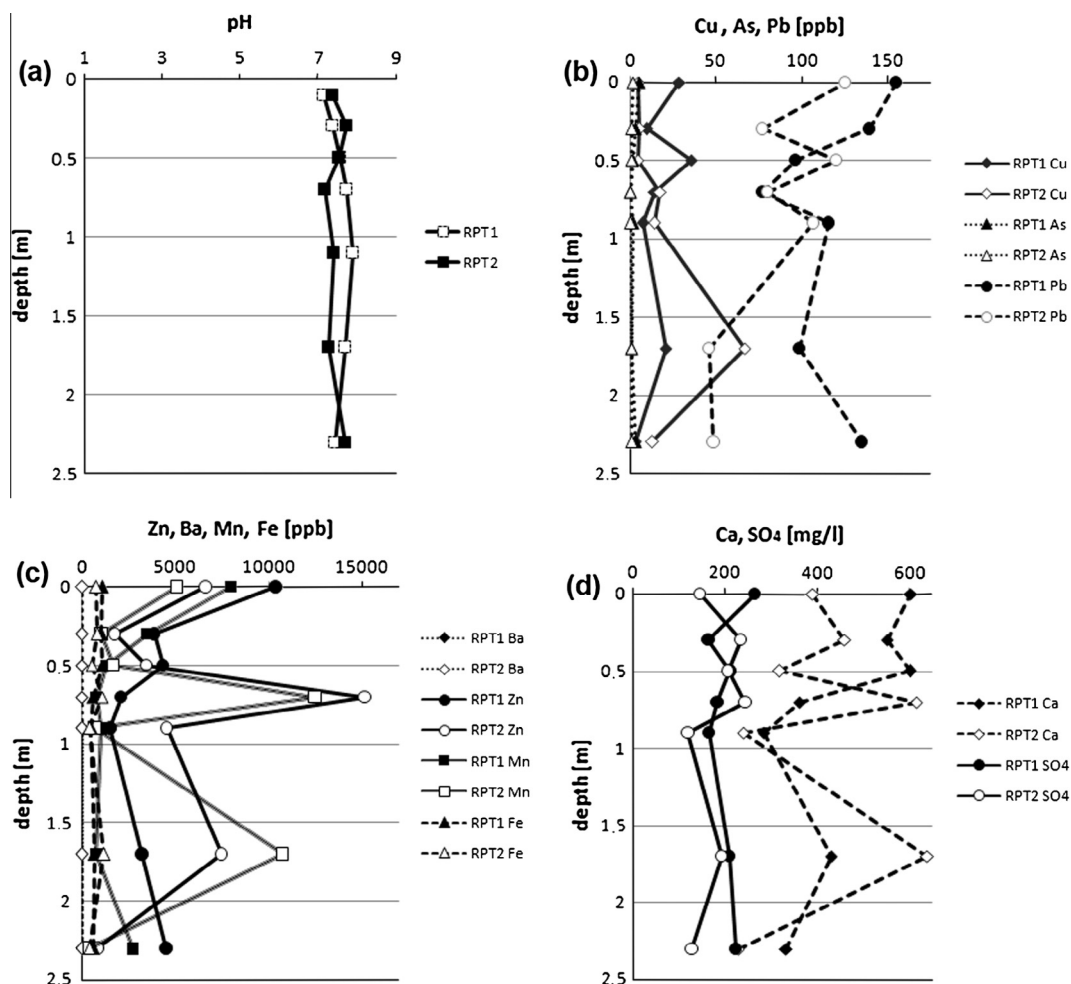 pH
(a)
1 3 5 7 9
0
0.5
1
1.5
2
2.5
depth [m]
RPT1
RPT2
Cu, As, Pb [ppb]
(b)
0 50 100 150
0
0.5
1
1.5
2
2.5
depth [m]
RPT1 Cu
RPT2 Cu
RPT1 As
RPT2 As
RPT1 Pb
RPT2 Pb
Zn, Ba, Mn, Fe [ppb]
(c)
0 5000 10000 15000
0
0.5
1
1.5
2
2.5
depth [m]
RPT1 Ba
RPT2 Ba
RPT1 Zn
RPT2 Zn
RPT1 Mn
RPT2 Mn
RPT1 Fe
RPT2 Fe
Ca, SO₄ [mg/l]
(d)
0 200 400 600
0
0.5
1
1.5
2
2.5
depth [m]
RPT1 Ca
RPT2 Ca
RPT1 SO4
RPT2 SO4